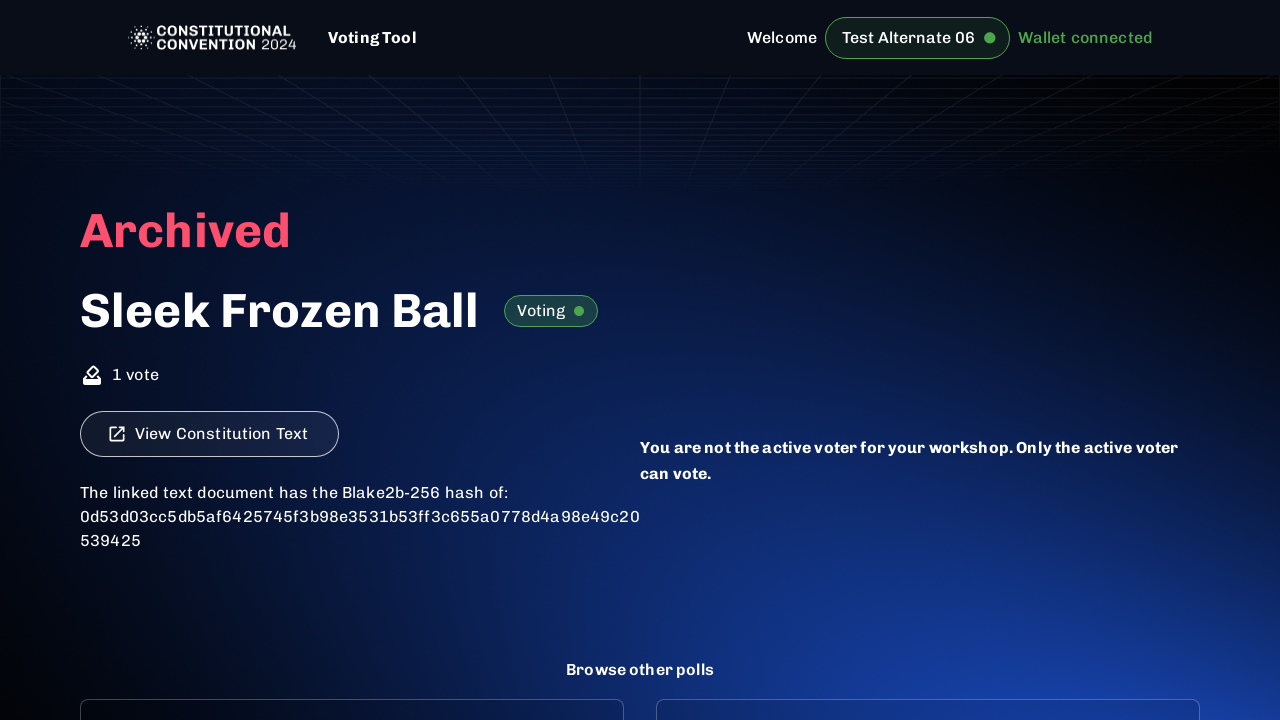 CONSTITUTIONAL
CONVENTION 2024
Voting Tool
Welcome
Test Alternate 06
Wallet connected
Archived
Sleek Frozen Ball
Voting
1 vote
View Constitution Text
You are not the active voter for your workshop. Only the active voter
can vote.
The linked text document has the Blake2b-256 hash of:
0d53d03cc5db5af6425745f3b98e3531b53ff3c655a0778d4a98e49c20
539425
Browse other polls